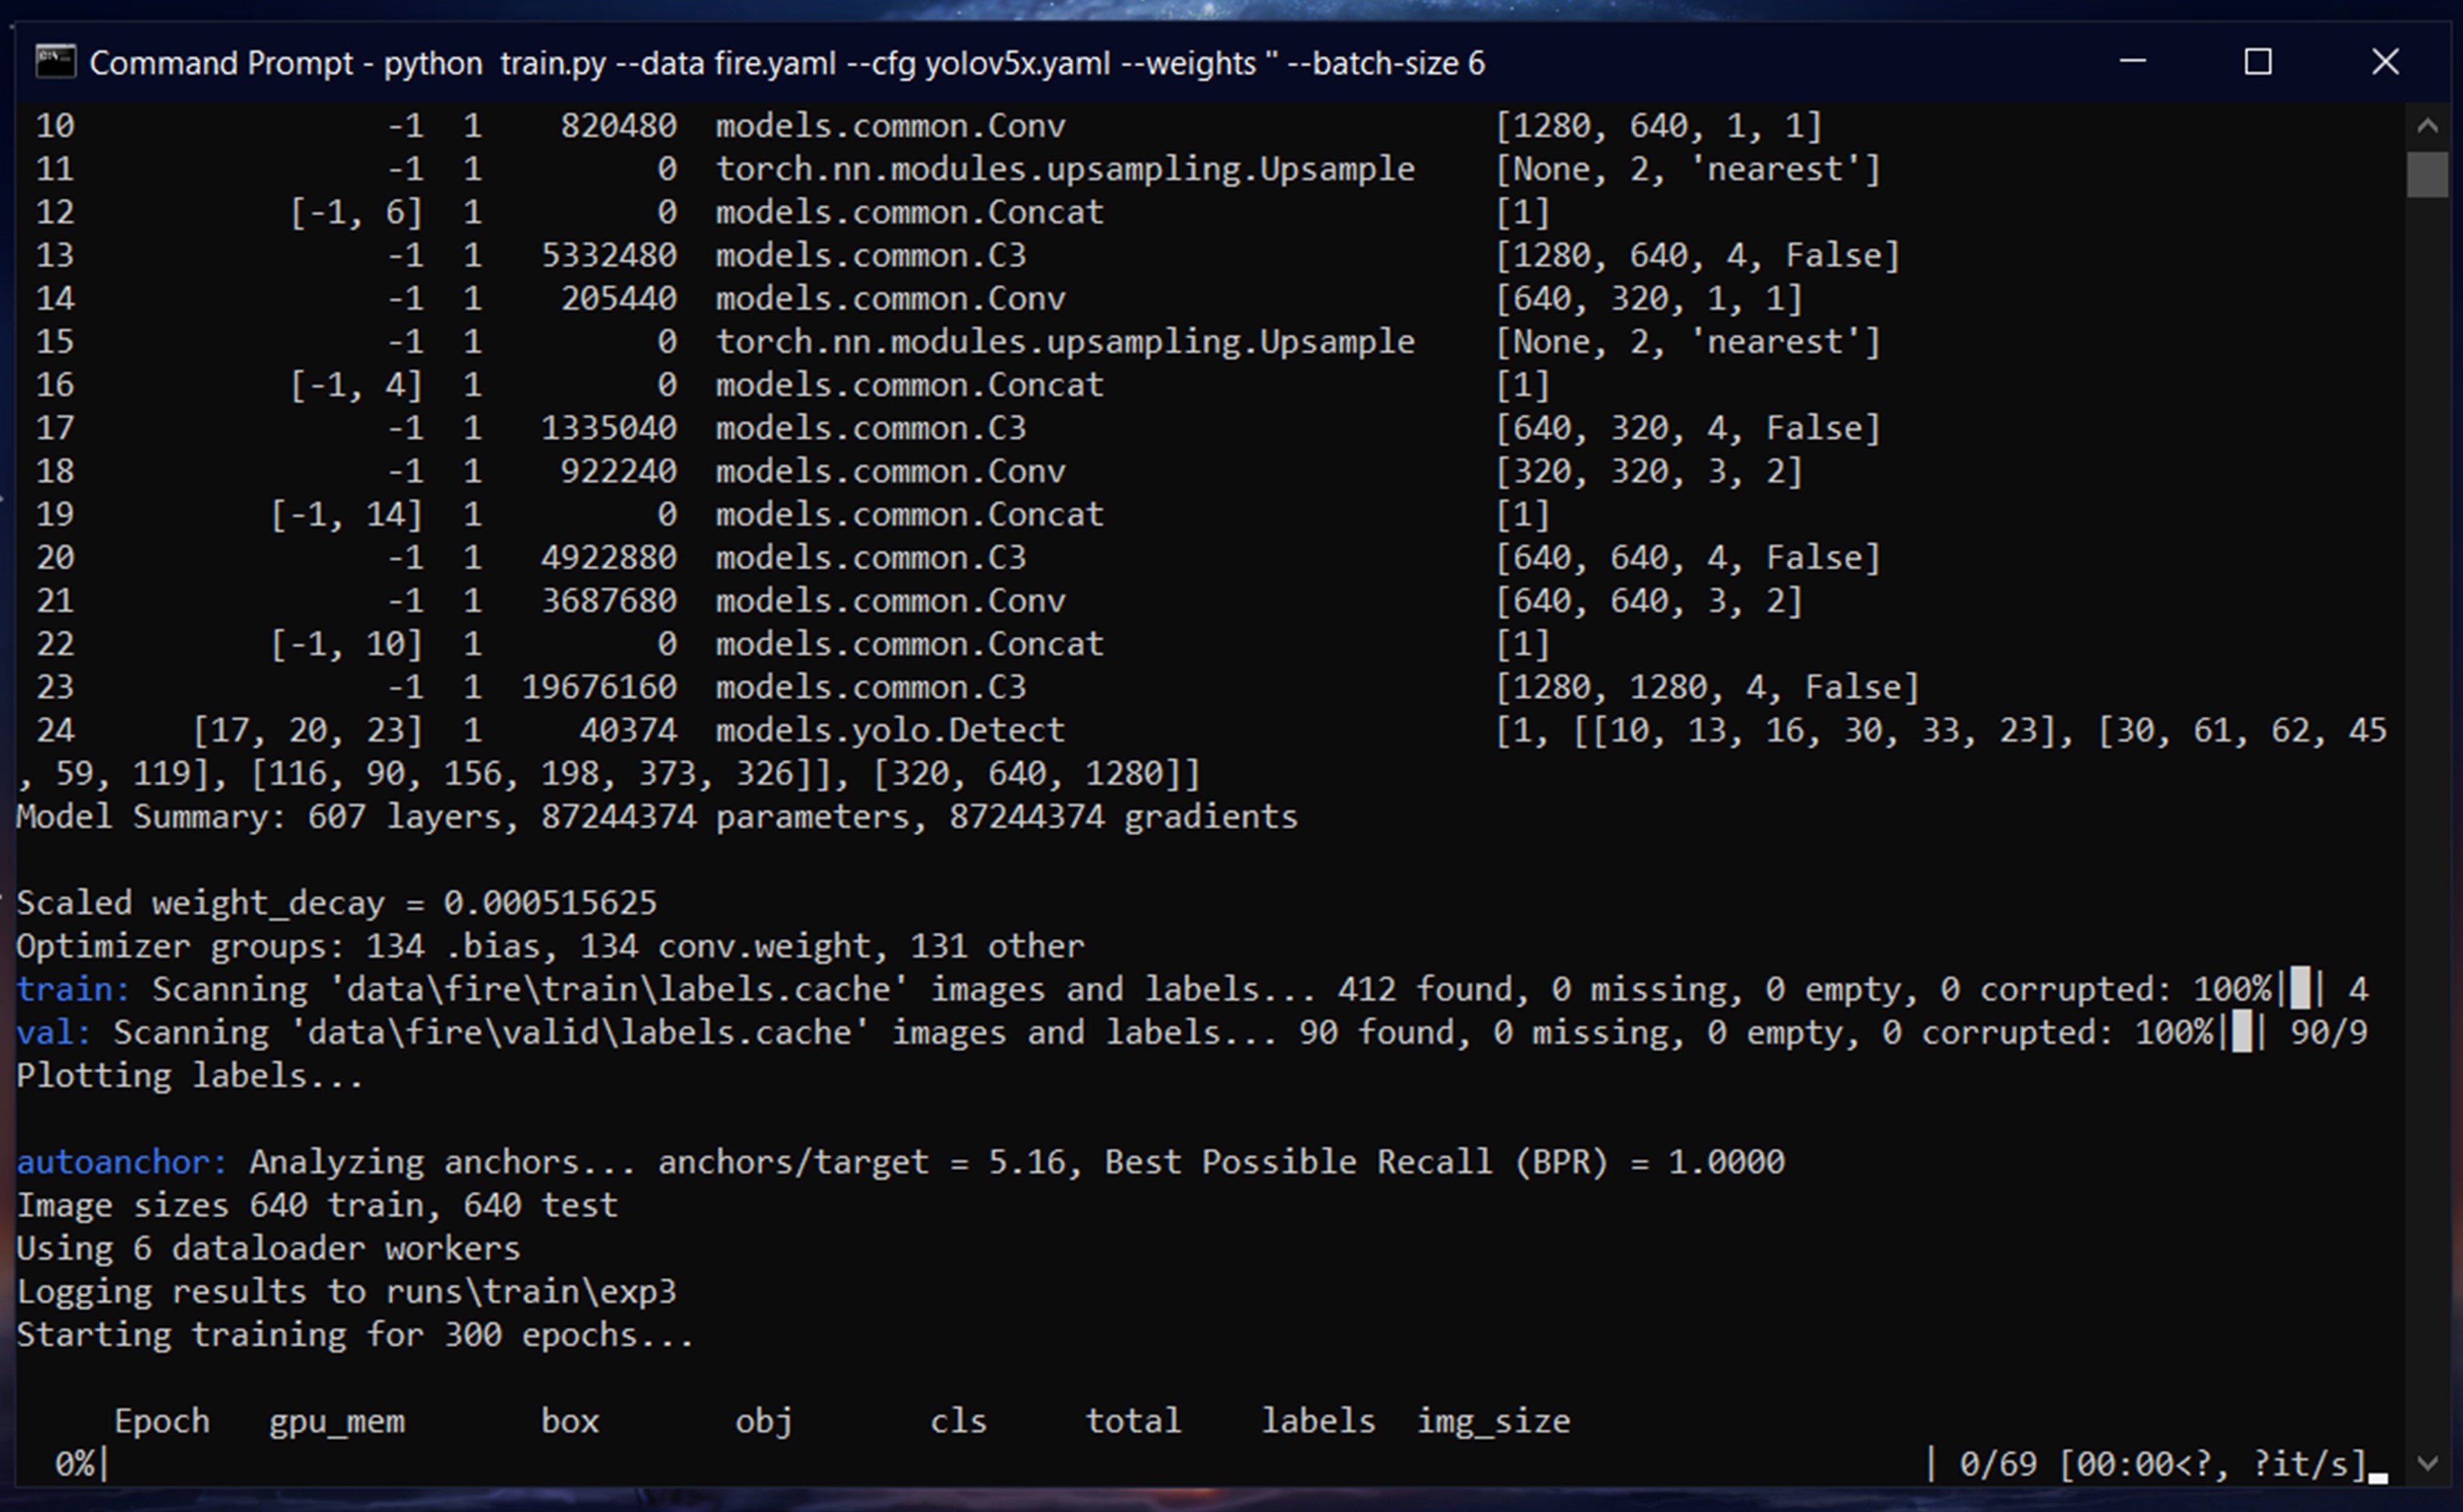 Command Prompt - python  train.py --data fire.yaml --cfg yolov5x.yaml --weights '' --batch-size 6
10                -1  1    820480  models.common.Conv                      [1280, 640, 1, 1]
11                -1  1         0  torch.nn.modules.upsampling.Upsample    [None, 2, 'nearest']
12           [-1, 6]  1         0  models.common.Concat                    [1]
13                -1  1   5332480  models.common.C3                        [1280, 640, 4, False]
14                -1  1    205440  models.common.Conv                      [640, 320, 1, 1]
15                -1  1         0  torch.nn.modules.upsampling.Upsample    [None, 2, 'nearest']
16           [-1, 4]  1         0  models.common.Concat                    [1]
17                -1  1   1335040  models.common.C3                        [640, 320, 4, False]
18                -1  1    922240  models.common.Conv                      [320, 320, 3, 2]
19          [-1, 14]  1         0  models.common.Concat                    [1]
20                -1  1   4922880  models.common.C3                        [640, 640, 4, False]
21                -1  1   3687680  models.common.Conv                      [640, 640, 3, 2]
22          [-1, 10]  1         0  models.common.Concat                    [1]
23                -1  1  19676160  models.common.C3                        [1280, 1280, 4, False]
24      [17, 20, 23]  1     40374  models.yolo.Detect                      [1, [[10, 13, 16, 30, 33, 23], [30, 61, 62, 45
, 59, 119], [116, 90, 156, 198, 373, 326]], [320, 640, 1280]]
Model Summary: 607 layers, 87244374 parameters, 87244374 gradients
Scaled weight_decay = 0.000515625
Optimizer groups: 134 .bias, 134 conv.weight, 131 other
train: Scanning 'data\fire\train\labels.cache' images and labels... 412 found, 0 missing, 0 empty, 0 corrupted: 100%|█| 4
val: Scanning 'data\fire\valid\labels.cache' images and labels... 90 found, 0 missing, 0 empty, 0 corrupted: 100%|█| 90/9
Plotting labels...
autoanchor: Analyzing anchors... anchors/target = 5.16, Best Possible Recall (BPR) = 1.0000
Image sizes 640 train, 640 test
Using 6 dataloader workers
Logging results to runs\train\exp3
Starting training for 300 epochs...
Epoch   gpu_mem       box       obj       cls     total    labels  img_size
0%|          | 0/69 [00:00<?, ?it/s]